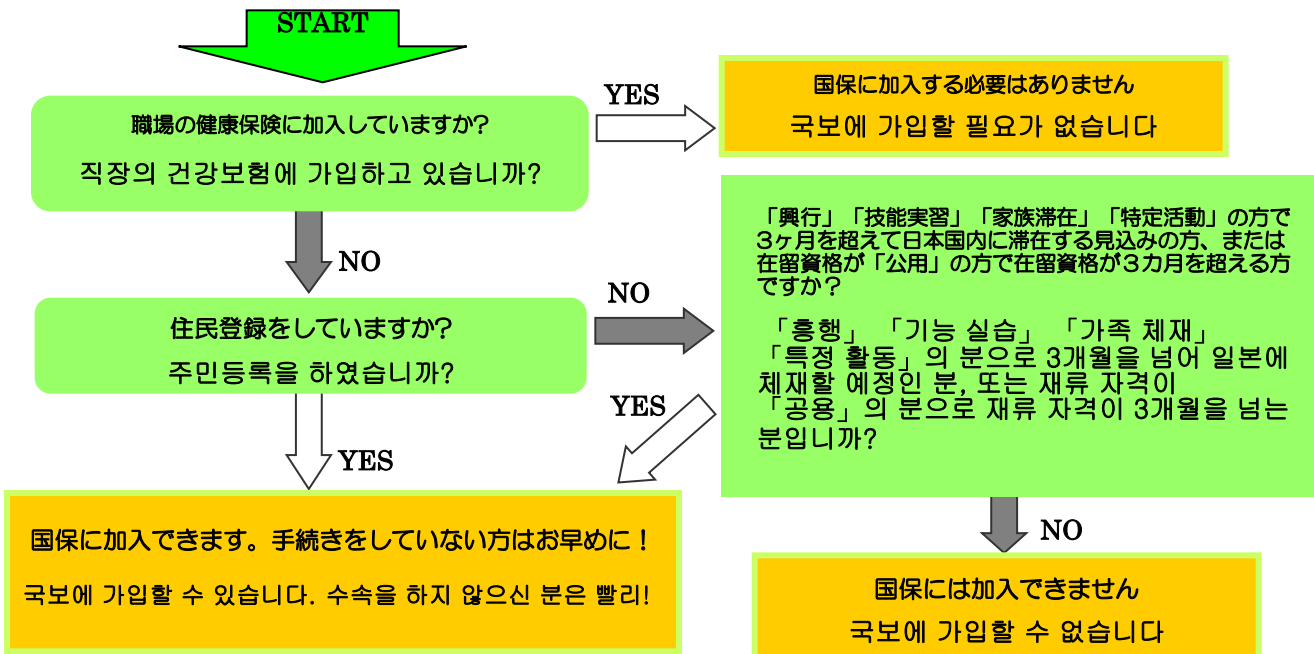 START
職場の健康保険に加入していますか?
직장의 건강보험에 가입하고 있습니까?
YES
国保に加入する必要はありません
국보에 가입할 필요가 없습니다
NO
住民登録をしていますか?
주민등록을 하였습니까?
NO
「興行」「技能実習」「家族滞在」「特定活動」の方で
3ヶ月を超えて日本国内に滞在する見込みの方、または
在留資格が「公用」の方で在留資格が3カ月を超える方
ですか？
「흥행」 「기능 실습」 「가족 체재」
「특정 활동」의 분으로 3개월을 넘어 일본에
체재할 예정인 분, 또는 재류 자격이
「공용」의 분으로 재류 자격이 3개월을 넘는
분입니까?
YES
YES
国保に加入できます。手続きをしていない方はお早めに！
국보에 가입할 수 있습니다. 수속을 하지 않으신 분은 빨리!
NO
国保には加入できません
국보에 가입할 수 없습니다